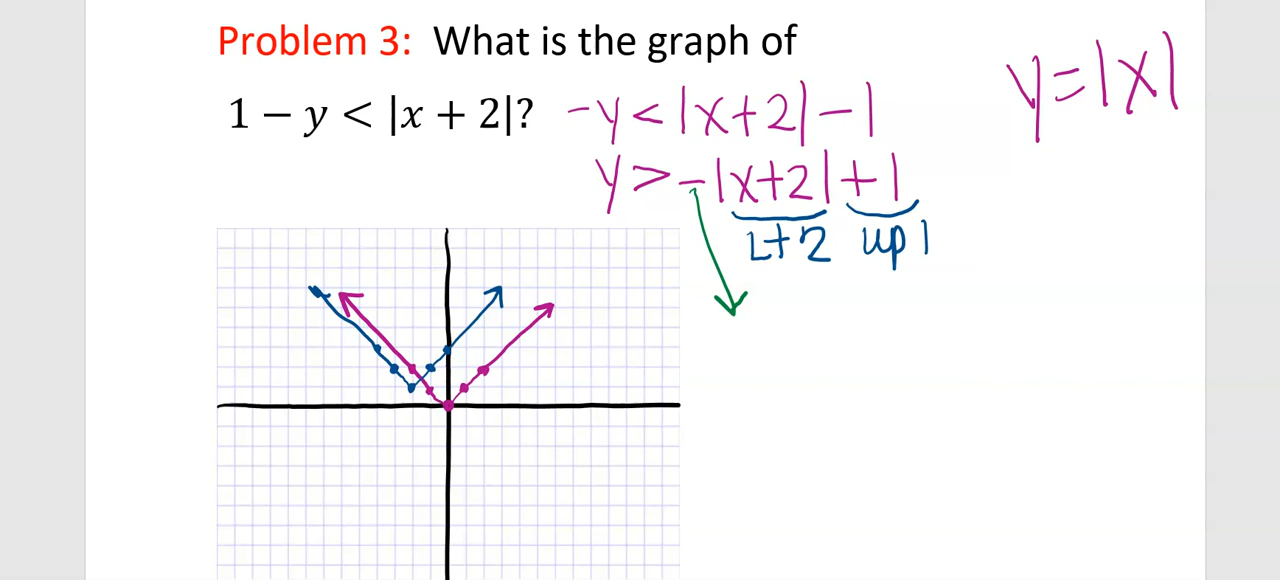 Problem 3: What is the graph of
1 − y < |x + 2|? -y < |x+2| -1
y = |x|
y > -|x+2| +1
L+2 up 1